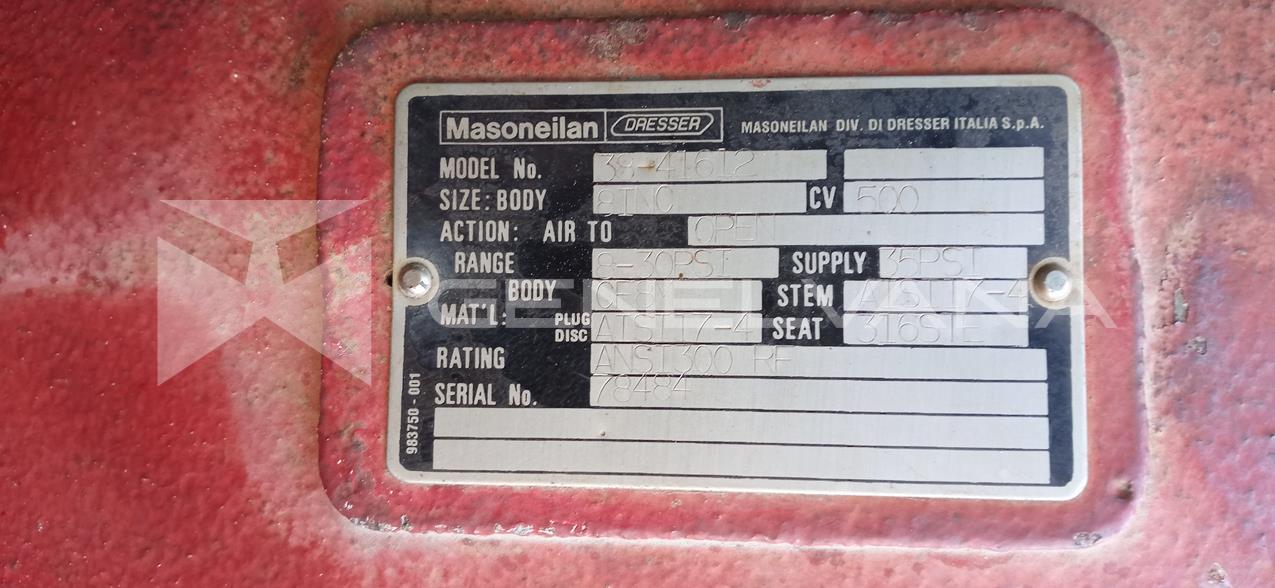 Masoneilan DRESSER MASONEILAN DIV. DI DRESSER ITALIA S.p.A.
MODEL No. 38-41612
SIZE: BODY 8INC CV 500
ACTION: AIR TO OPEN
RANGE 8-30PSI SUPPLY 35PSI
BODY CF8M STEM
MAT'L: PLUG DISC SEAT 316STE
RATING ANSI300 RF
SERIAL No. 78484
983750-001
GENELVANA